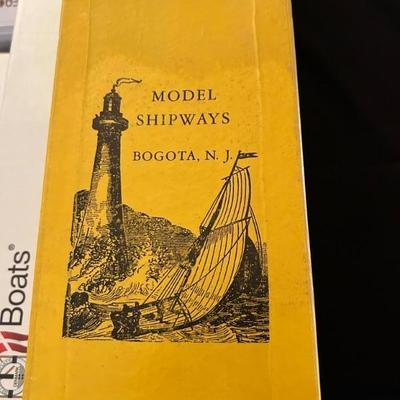 MODEL
SHIPWAYS
BOGOTA, N. J.
Boats®